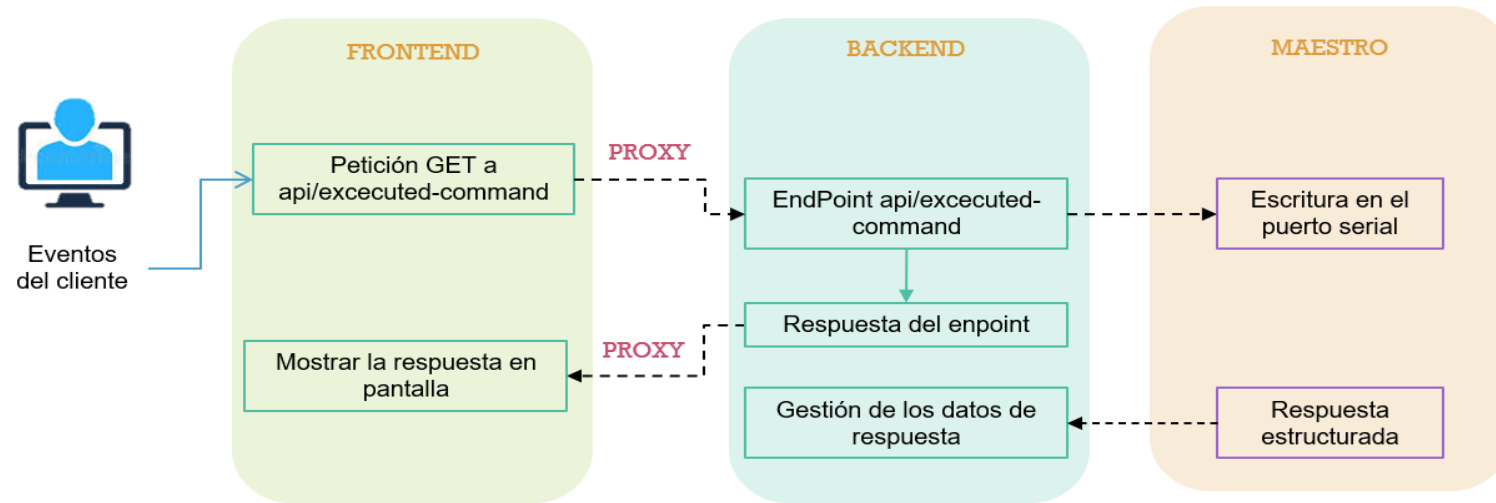 FRONTEND
BACKEND
MAESTRO
Petición GET a
api/excecuted-command
PROXY
EndPoint api/excecuted-
command
Escritura en el
puerto serial
Eventos
del cliente
Respuesta del enpoint
PROXY
Mostrar la respuesta en
pantalla
Gestión de los datos de
respuesta
Respuesta
estructurada